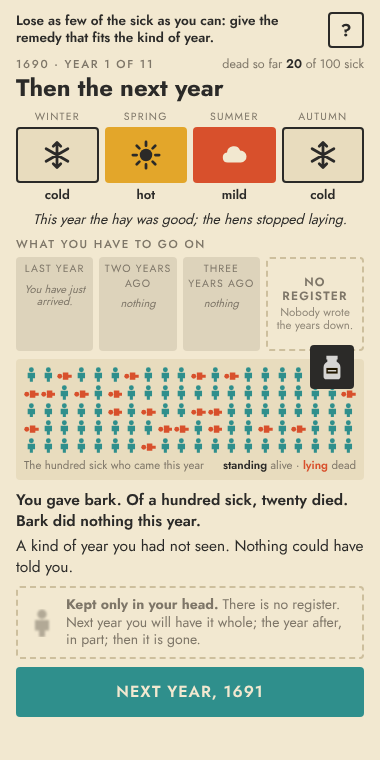 Lose as few of the sick as you can: give the
remedy that fits the kind of year.
?
1690 · YEAR 1 OF 11
dead so far 20 of 100 sick
Then the next year
WINTER
SPRING
SUMMER
AUTUMN
cold
hot
mild
cold
This year the hay was good; the hens stopped laying.
WHAT YOU HAVE TO GO ON
LAST YEAR
You have just
arrived.
TWO YEARS
AGO
nothing
THREE
YEARS AGO
nothing
NO
REGISTER
Nobody wrote
the years down.
The hundred sick who came this year
standing alive · lying dead
You gave bark. Of a hundred sick, twenty died.
Bark did nothing this year.
A kind of year you had not seen. Nothing could have
told you.
Kept only in your head. There is no register.
Next year you will have it whole; the year after,
in part; then it is gone.
NEXT YEAR, 1691